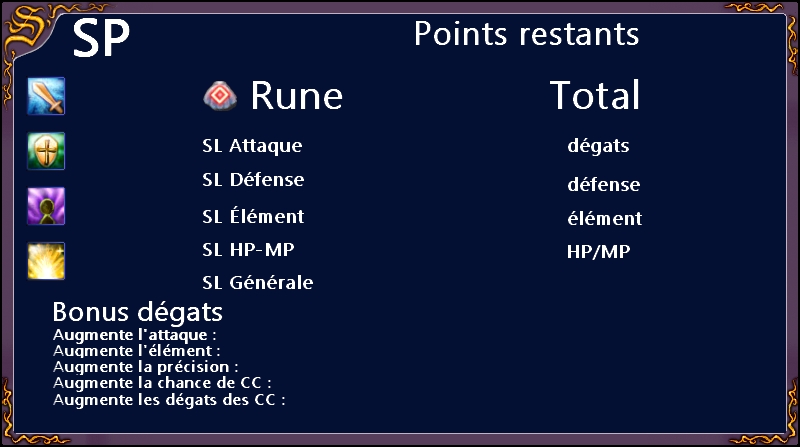 SP
Points restants
Rune
Total
SL Attaque
dégats
SL Défense
défense
SL Élément
élément
SL HP-MP
HP/MP
SL Générale
Bonus dégats
Augmente l'attaque :
Augmente l'élément :
Augmente la précision :
Augmente la chance de CC :
Augmente les dégats des CC :